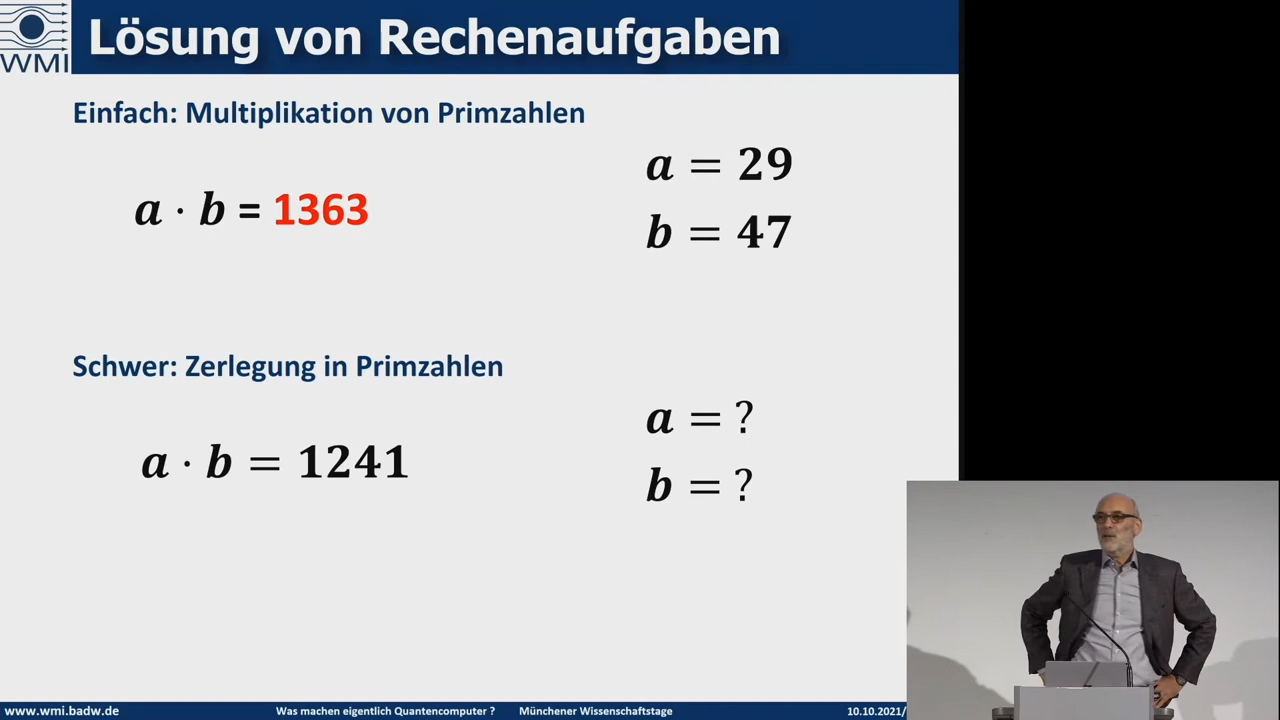 WMI
Lösung von Rechenaufgaben
Einfach: Multiplikation von Primzahlen
a · b = 1363
a = 29
b = 47
Schwer: Zerlegung in Primzahlen
a · b = 1241
a = ?
b = ?
www.wmi.badw.de Was machen eigentlich Quantencomputer ? Münchener Wissenschaftstage 10.10.2021/